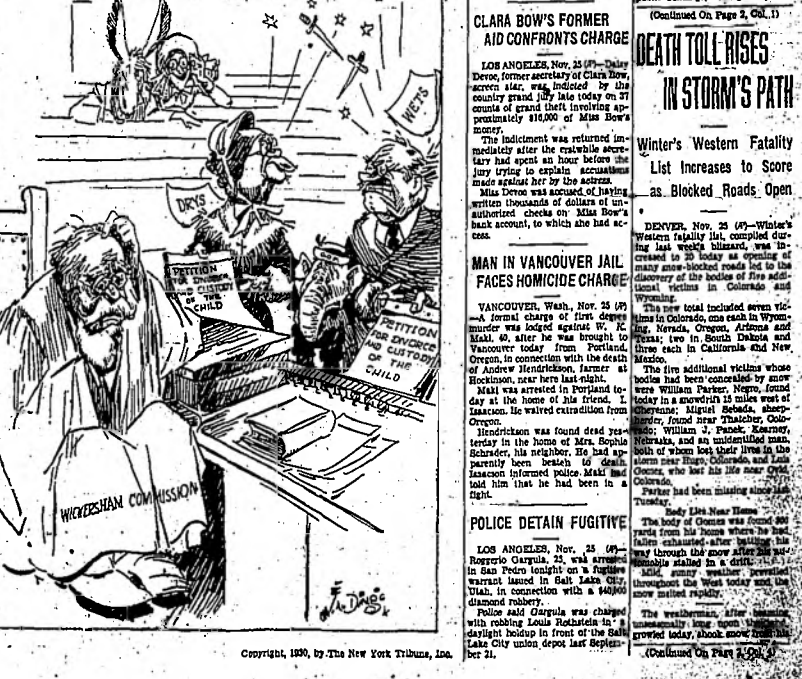 WETS
DRYS
PETITION
FOR DIVORCE
AND CUSTODY
OF THE
CHILD
PETITION
FOR DIVORCE
AND CUSTODY
OF THE
CHILD
WICKERSHAM COMMISSION
Copyright, 1930, by The New York Tribune, Inc.
CLARA BOW'S FORMER
AID CONFRONTS CHARGE
LOS ANGELES, Nov. 25 (AP)—Daisy
Devoe, former secretary of Clara Bow,
screen star, was indicted by the
country grand jury late today on 37
counts of grand theft involving ap-
proximately $16,000 of Miss Bow's
money.
The indictment was returned im-
mediately after the erstwhile secre-
tary had spent an hour before the
jury trying to explain accusations
made against her by the actress.
Miss Devoe was accused of having
written thousands of dollars of un-
authorized checks on Miss Bow's
bank account, to which she had ac-
cess.
MAN IN VANCOUVER JAIL
FACES HOMICIDE CHARGE
VANCOUVER, Wash., Nov. 25 (AP)
—A formal charge of first degree
murder was lodged against W. K.
Maki, 40, after he was brought to
Vancouver today from Portland,
Oregon, in connection with the death
of Andrew Hendrickson, farmer at
Hockinson, near here last night.
Maki was arrested in Portland to-
day at the home of his friend, I.
Isaacson. He waived extradition from
Oregon.
Hendrickson was found dead yes-
terday in the home of Mrs. Sophie
Schrader, his neighbor. He had ap-
parently been beaten to death.
Isaacson informed police Maki had
told him that he had been in a
fight.
POLICE DETAIN FUGITIVE
LOS ANGELES, Nov. 25 (AP)—
Roggerio Gargula, 23, was arrested
in San Pedro tonight on a fugitive
warrant issued in Salt Lake City,
Utah, in connection with a $40,000
diamond robbery.
Police said Gargula was charged
with robbing Louis Rothstein in a
daylight holdup in front of the Salt
Lake City union depot last Septem-
ber 21.
(Continued On Page 2, Col. 1)
DEATH TOLL RISES
IN STORM'S PATH
Winter's Western Fatality
List Increases to Score
as Blocked Roads Open
DENVER, Nov. 25 (AP)—Winter's
Western fatality list, compiled dur-
ing last week's blizzard, was in-
creased to 20 today as opening of
many snow-blocked roads led to the
discovery of the bodies of five addi-
tional victims in Colorado and
Wyoming.
The new total included seven vic-
tims in Colorado, one each in Wyom-
ing, Nevada, Oregon, Arizona and
Texas; two in South Dakota and
three each in California and New
Mexico.
The five additional victims whose
bodies had been concealed by snow
were William Parker, Negro, found
today in a snowdrift 15 miles west of
Cheyenne; Miguel Sebada, sheep-
herder, found near Thatcher, Colo-
rado; William J. Panek, Kearney,
Nebraska, and an unidentified man,
both of whom lost their lives in the
storm near Hugo, Colorado, and Luis
Gomes, who lost his life near Ovid,
Colorado.
Parker had been missing since last
Tuesday.
Body Lies Near Home
The body of Gomes was found 300
yards from his home where he had
fallen exhausted after battling his
way through the snow after his au-
tomobile stalled in a drift.
Mild, sunny weather prevailed
throughout the West today and the
snow melted rapidly.
The weatherman, after
unseasonably long upon
growled today, shook snow from his
(Continued On Page 2, Col. 4)